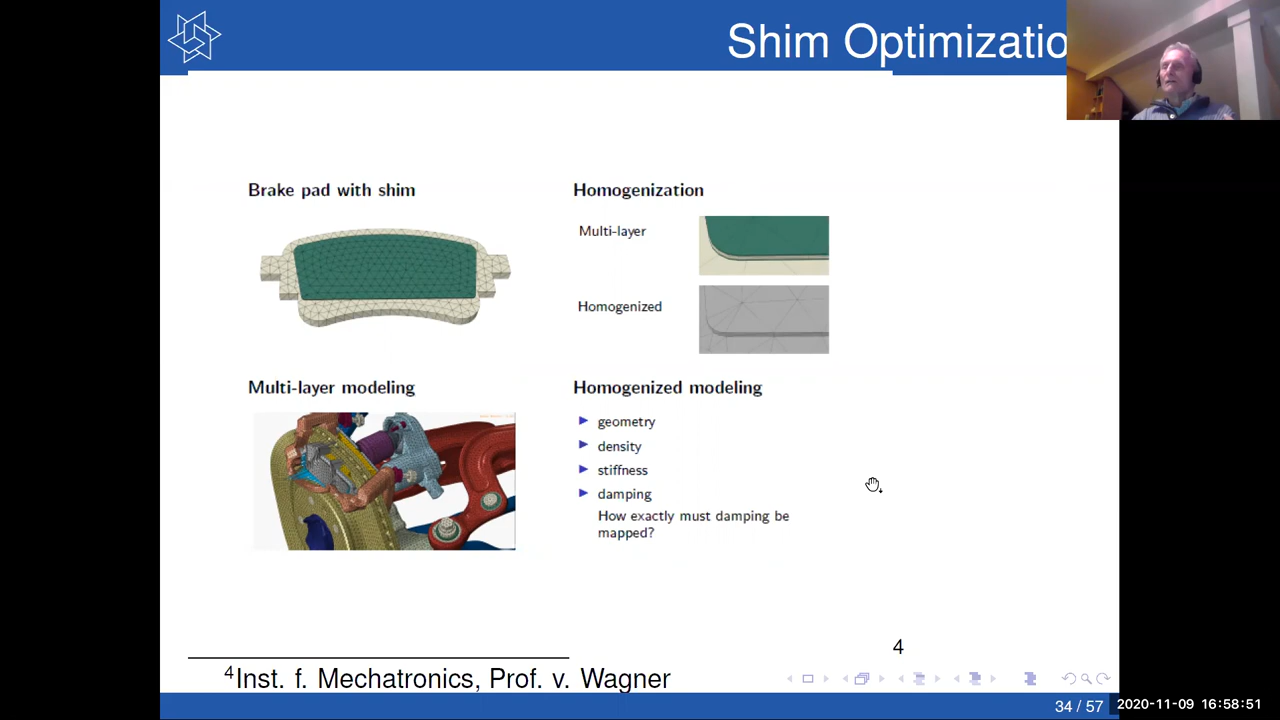 Shim Optimizatio
Brake pad with shim
Homogenization
Multi-layer
Homogenized
Multi-layer modeling
Homogenized modeling
geometry
density
stiffness
damping
How exactly must damping be
mapped?
4
4Inst. f. Mechatronics, Prof. v. Wagner
34 / 57
2020-11-09 16:58:51